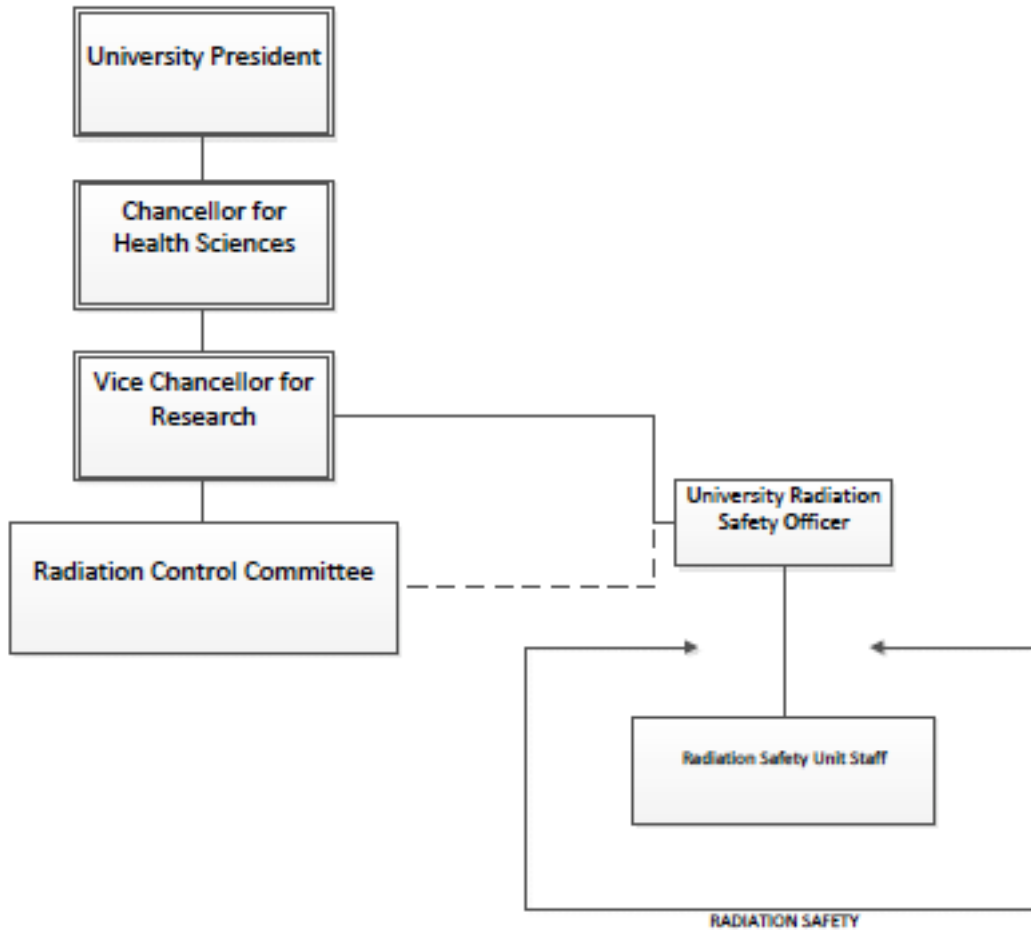 University President
Chancellor for
Health Sciences
Vice Chancellor for
Research
University Radiation
Safety Officer
Radiation Control Committee
Radiation Safety Unit Staff
RADIATION SAFETY